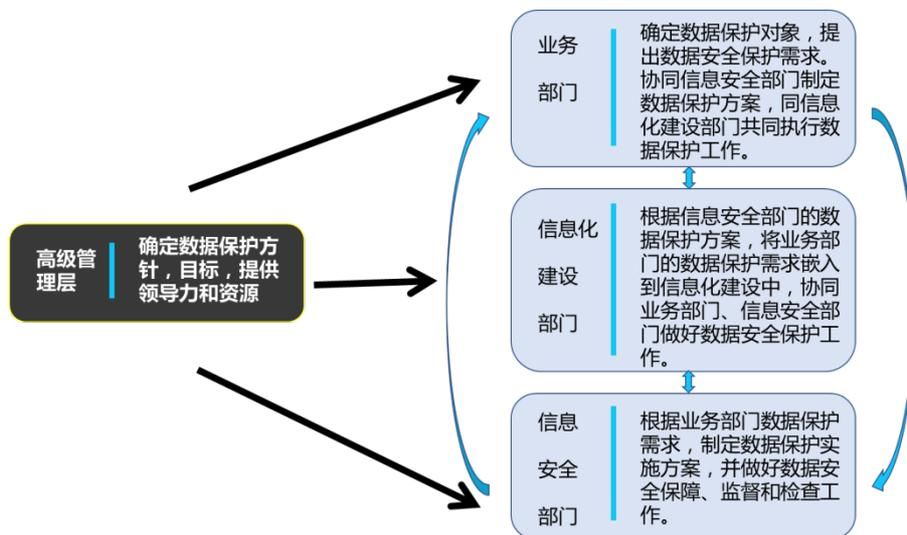 业务
部门
确定数据保护对象，提
出数据安全保护需求。
协同信息安全部门制定
数据保护方案，同信息
化建设部门共同执行数
据保护工作。
高级管
理层
确定数据保护方
针，目标，提供
领导力和资源
信息化
建设
部门
根据信息安全部门的数
据保护方案，将业务部
门的数据保护需求嵌入
到信息化建设中，协同
业务部门、信息安全部
门做好数据安全保护工
作。
信息
安全
部门
根据业务部门数据保护
需求，制定数据保护实
施方案，并做好数据安
全保障、监督和检查工
作。